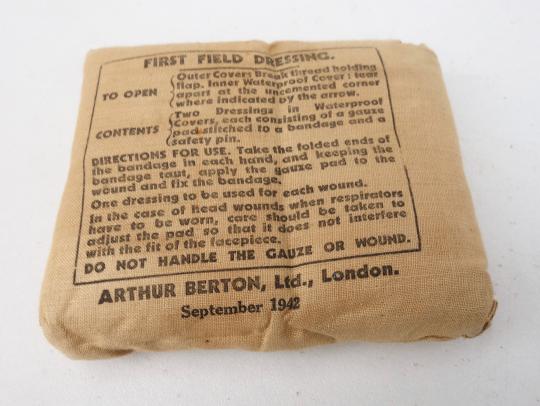 FIRST FIELD DRESSING.
TO OPEN
Outer Cover: Break thread holding
flap. Inner Waterproof Cover: tear
apart at the uncemented corner
where indicated by the arrow.
CONTENTS
Two Dressings in Waterproof
Covers, each consisting of a gauze
pad stitched to a bandage and a
safety pin.
DIRECTIONS FOR USE. Take the folded ends of
the bandage in each hand, and keeping the
bandage taut, apply the gauze pad to the
wound and fix the bandage.
One dressing to be used for each wound.
In the case of head wounds when respirators
have to be worn, care should be taken to
adjust the pad so that it does not interfere
with the fit of the facepiece.
DO NOT HANDLE THE GAUZE OR WOUND.
ARTHUR BERTON, Ltd., London.
September 1942